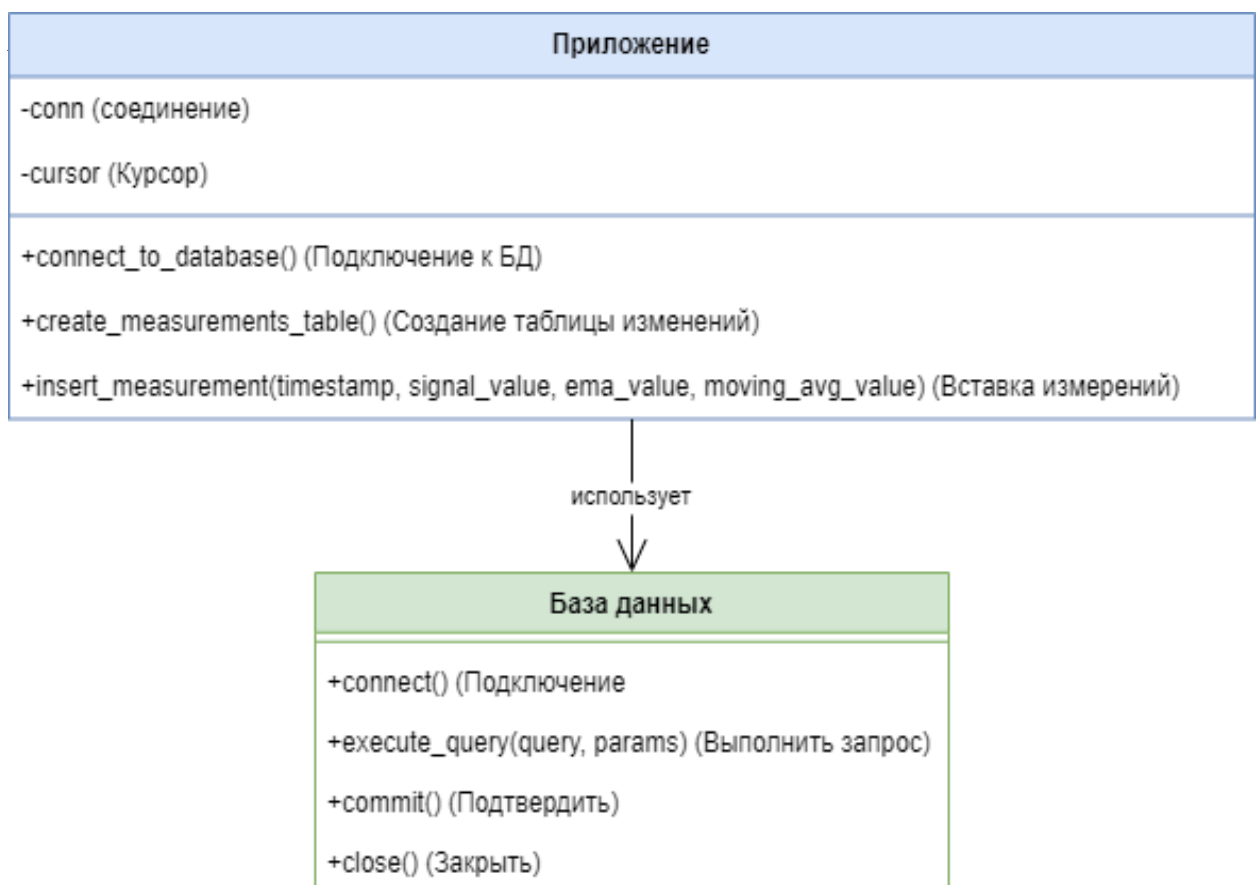 Приложение
-conn (соединение)
-cursor (Курсор)
+connect_to_database() (Подключение к БД)
+create_measurements_table() (Создание таблицы изменений)
+insert_measurement(timestamp, signal_value, ema_value, moving_avg_value) (Вставка измерений)
использует
База данных
+connect() (Подключение
+execute_query(query, params) (Выполнить запрос)
+commit() (Подтвердить)
+close() (Закрыть)